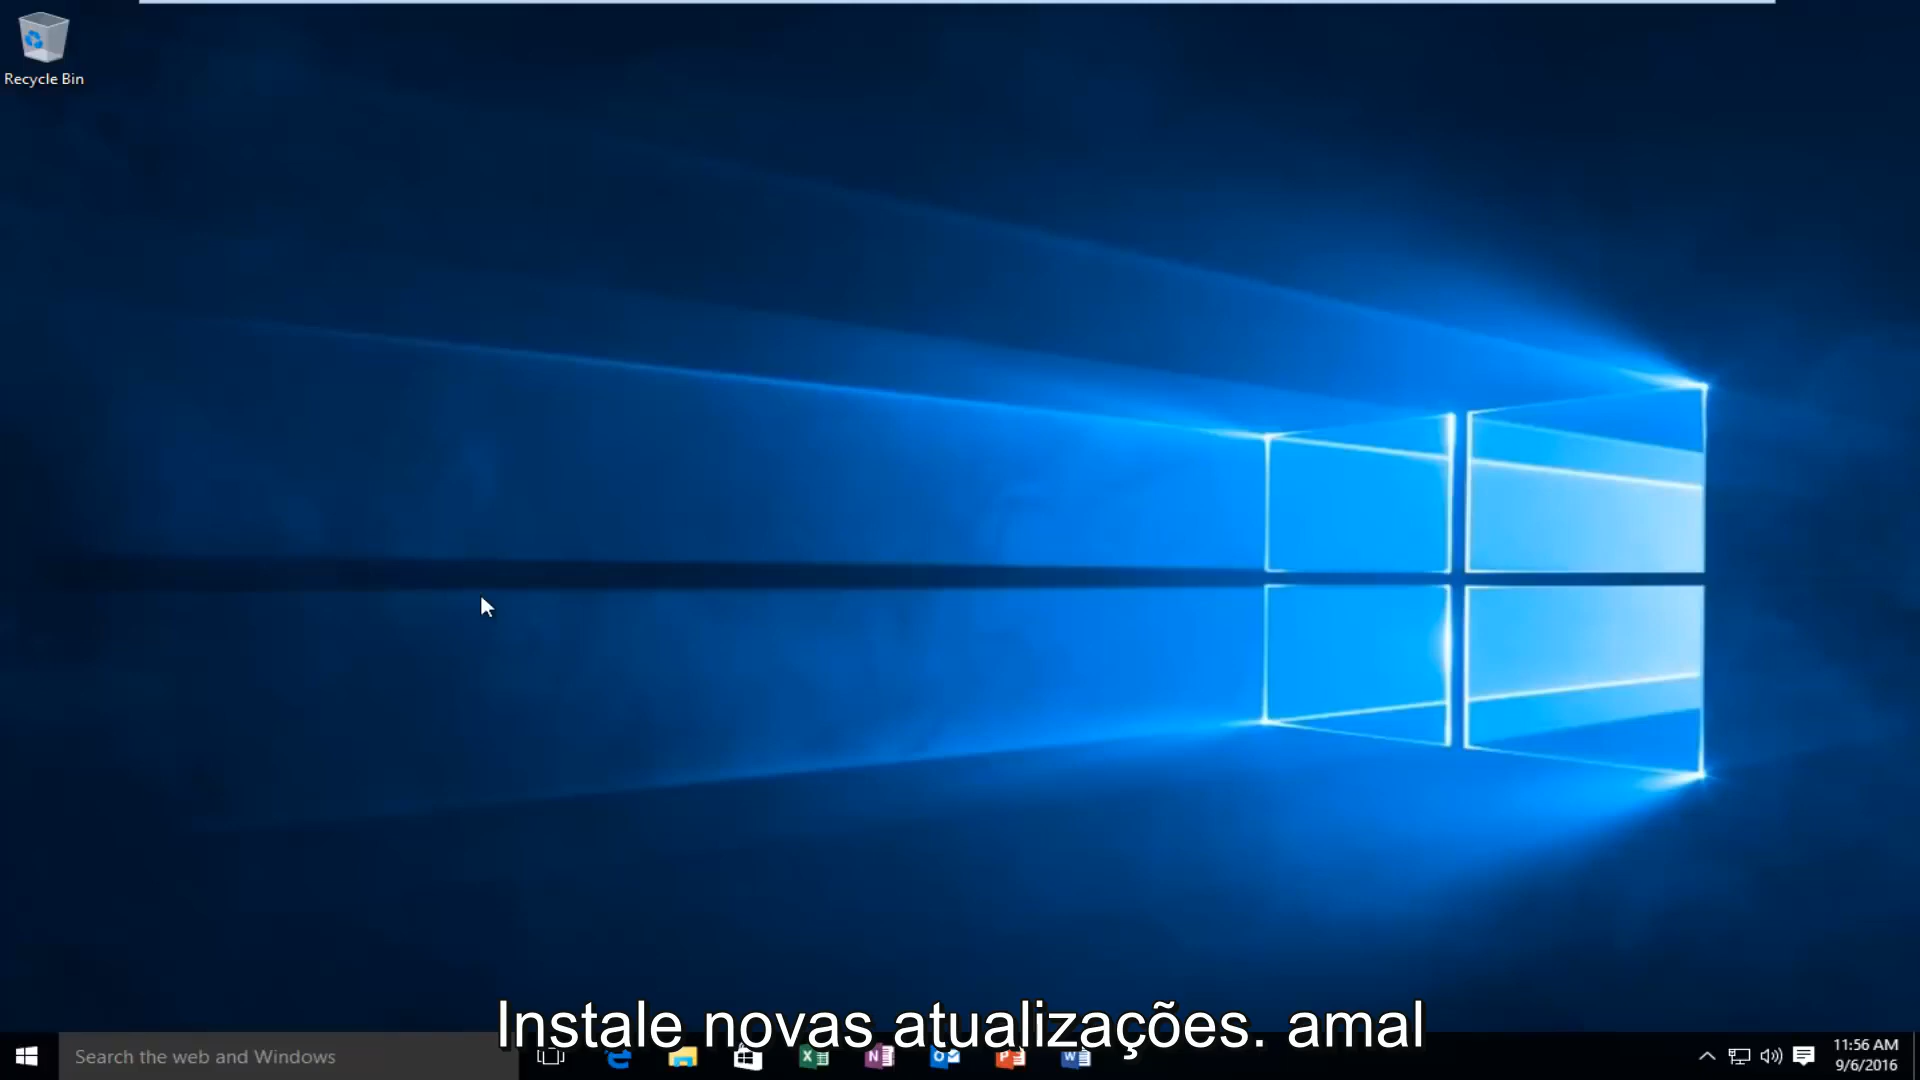 Recycle Bin
Instale novas atualizações. amal
Search the web and Windows
11:56 AM
9/6/2016